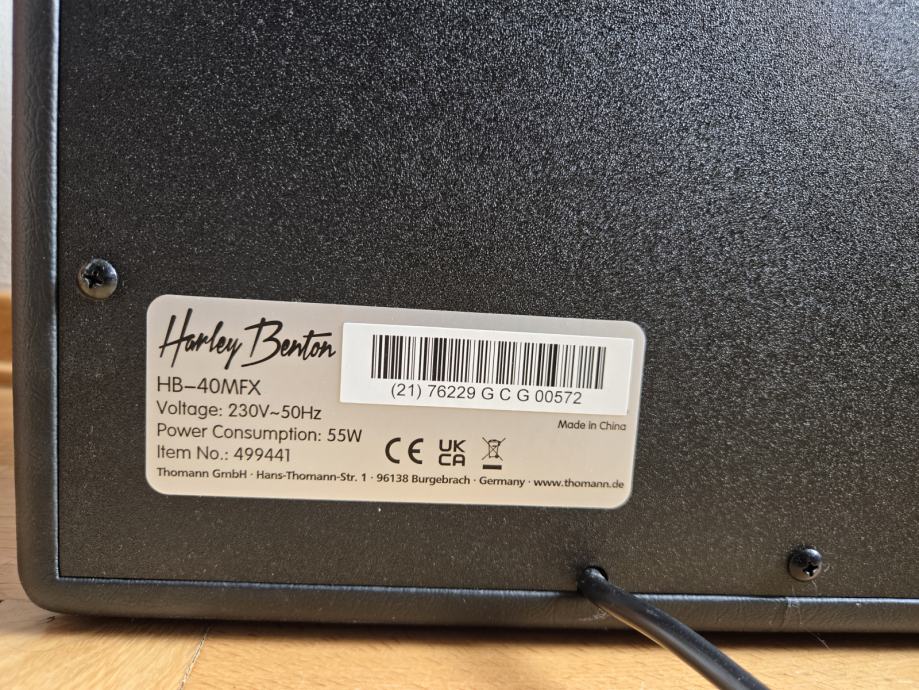 Harley Benton
(21) 76229 G C G 00572
HB-40MFX
Voltage: 230V~50Hz
Made in China
Power Consumption: 55W
CE UK CA
Item No.: 499441
Thomann GmbH · Hans-Thomann-Str. 1 · 96138 Burgebrach · Germany · www.thomann.de